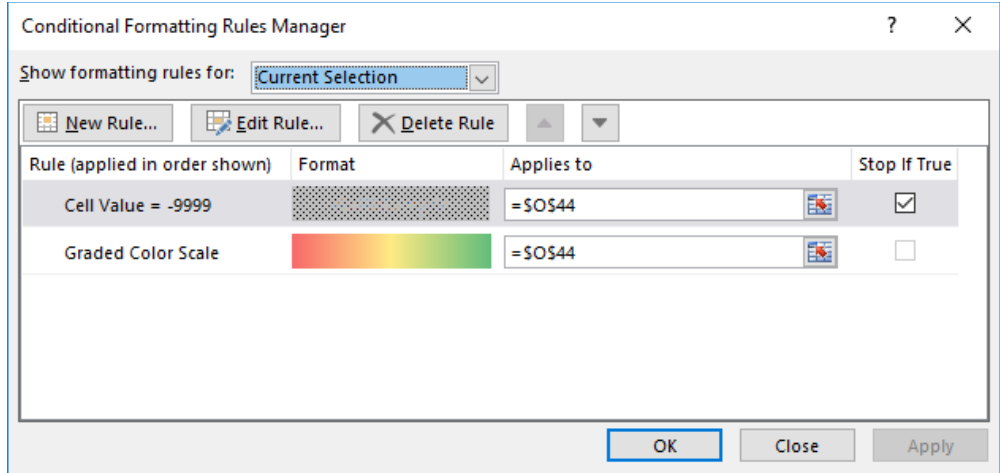 Conditional Formatting Rules Manager ?
Show formatting rules for: Current Selection
New Rule... Edit Rule... Delete Rule
Rule (applied in order shown) Format Applies to Stop If True
Cell Value = -9999 =$O$44
Graded Color Scale =$O$44
OK Close Apply